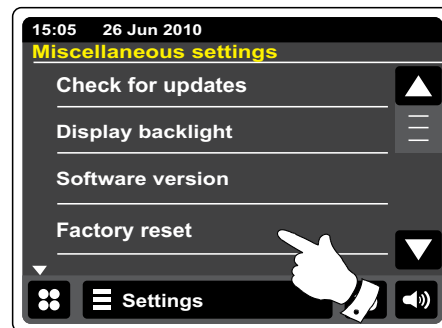 15:05 26 Jun 2010
Miscellaneous settings
Check for updates
Display backlight
Software version
Factory reset
Settings